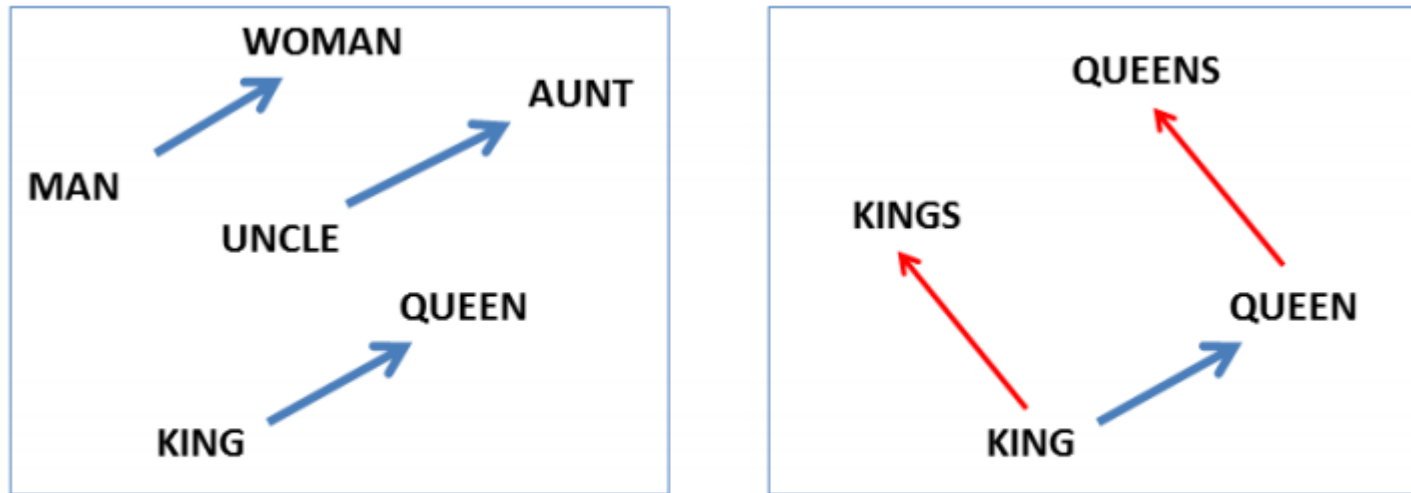 WOMAN
AUNT
MAN
UNCLE
QUEEN
KING
QUEENS
KINGS
QUEEN
KING